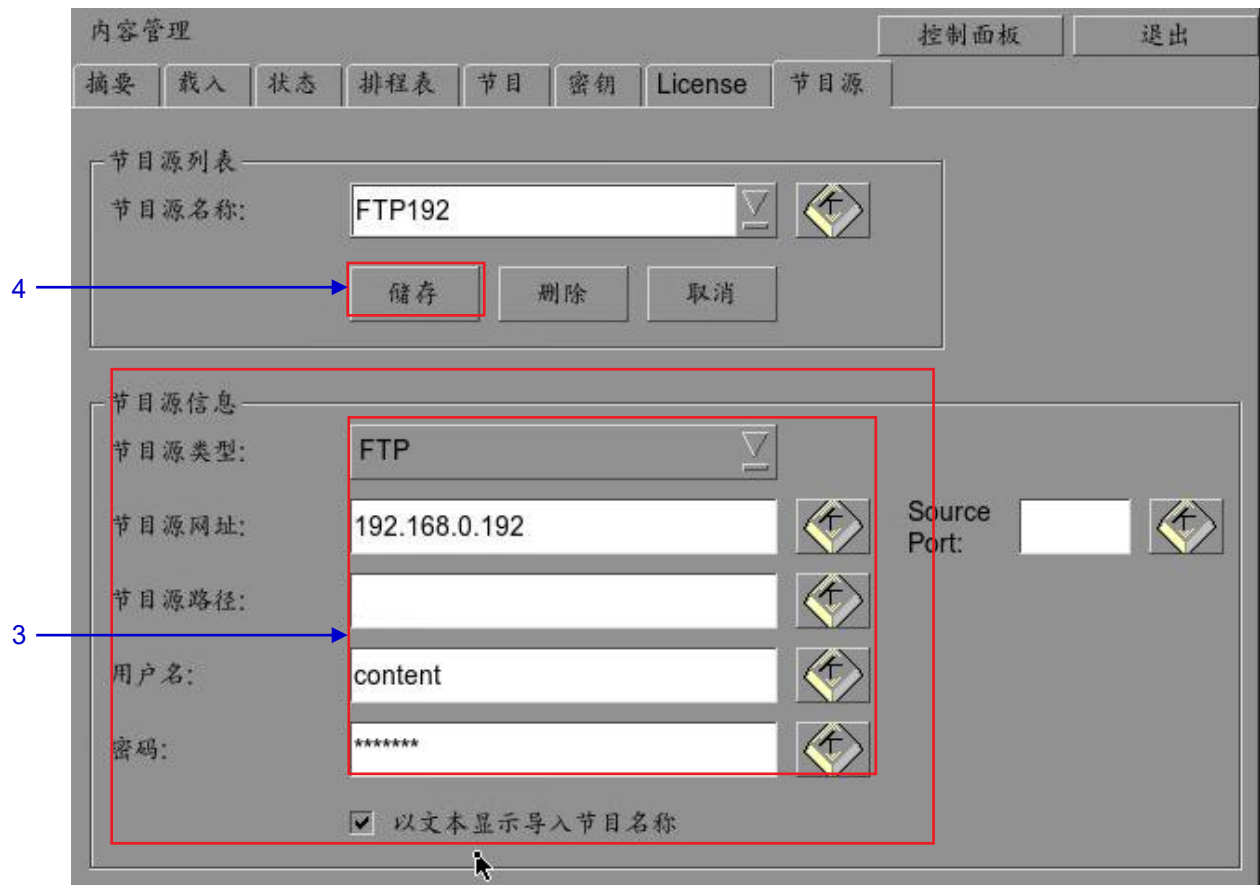 内容管理 控制面板 退出
摘要 载入 状态 排程表 节目 密钥 License 节目源
节目源列表
节目源名称: FTP192
4 储存 删除 取消
节目源信息
节目源类型: FTP
节目源网址: 192.168.0.192 Source Port:
节目源路径:
3
用户名: content
密码: *******
以文本显示导入节目名称